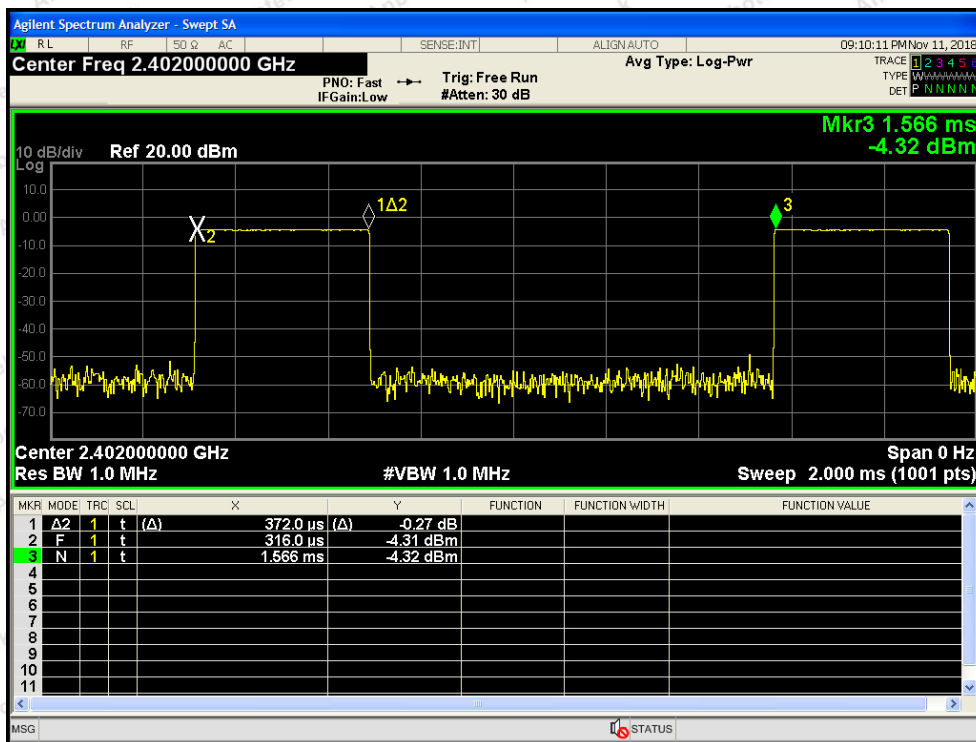 Agilent Spectrum Analyzer - Swept SA
LXI RL RF 50 Ω AC SENSE:INT ALIGNAUTO 09:10:11 PMNov 11, 2018
Center Freq 2.402000000 GHz
PNO: Fast
IFGain:Low
Trig: Free Run
#Atten: 30 dB
Avg Type: Log-Pwr
TRACE 1 2 3 4 5 6
TYPE WWWWWW
DET P N N N N N
Mkr3 1.566 ms
-4.32 dBm
10 dB/div Ref 20.00 dBm
Log
10.0
0.00
-10.0
-20.0
-30.0
-40.0
-50.0
-60.0
-70.0
2
1Δ2
3
Center 2.402000000 GHz Span 0 Hz
Res BW 1.0 MHz #VBW 1.0 MHz Sweep 2.000 ms (1001 pts)
MKR MODE TRC SCL X Y FUNCTION FUNCTION WIDTH FUNCTION VALUE
1 Δ2 1 t (Δ) 372.0 µs (Δ) -0.27 dB
2 F 1 t 316.0 µs -4.31 dBm
3 N 1 t 1.566 ms -4.32 dBm
4
5
6
7
8
9
10
11
MSG STATUS